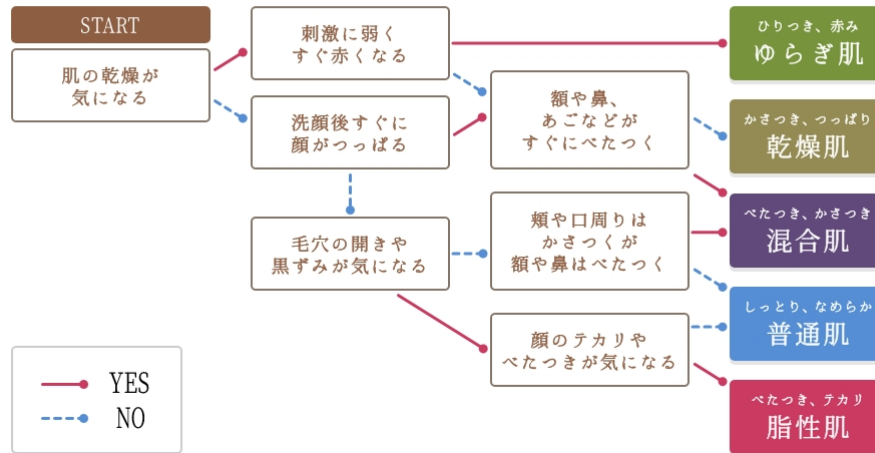 START
肌の乾燥が
気になる
刺激に弱く
すぐ赤くなる
洗顔後すぐに
顔がつっぱる
毛穴の開きや
黒ずみが気になる
額や鼻、
あごなどが
すぐにべたつく
頬や口周りは
かさつくが
額や鼻はべたつく
顔のテカリや
べたつきが気になる
ひりつき、赤み
ゆらぎ肌
かさつき、つっぱり
乾燥肌
べたつき、かさつき
混合肌
しっとり、なめらか
普通肌
べたつき、テカリ
脂性肌
YES
NO